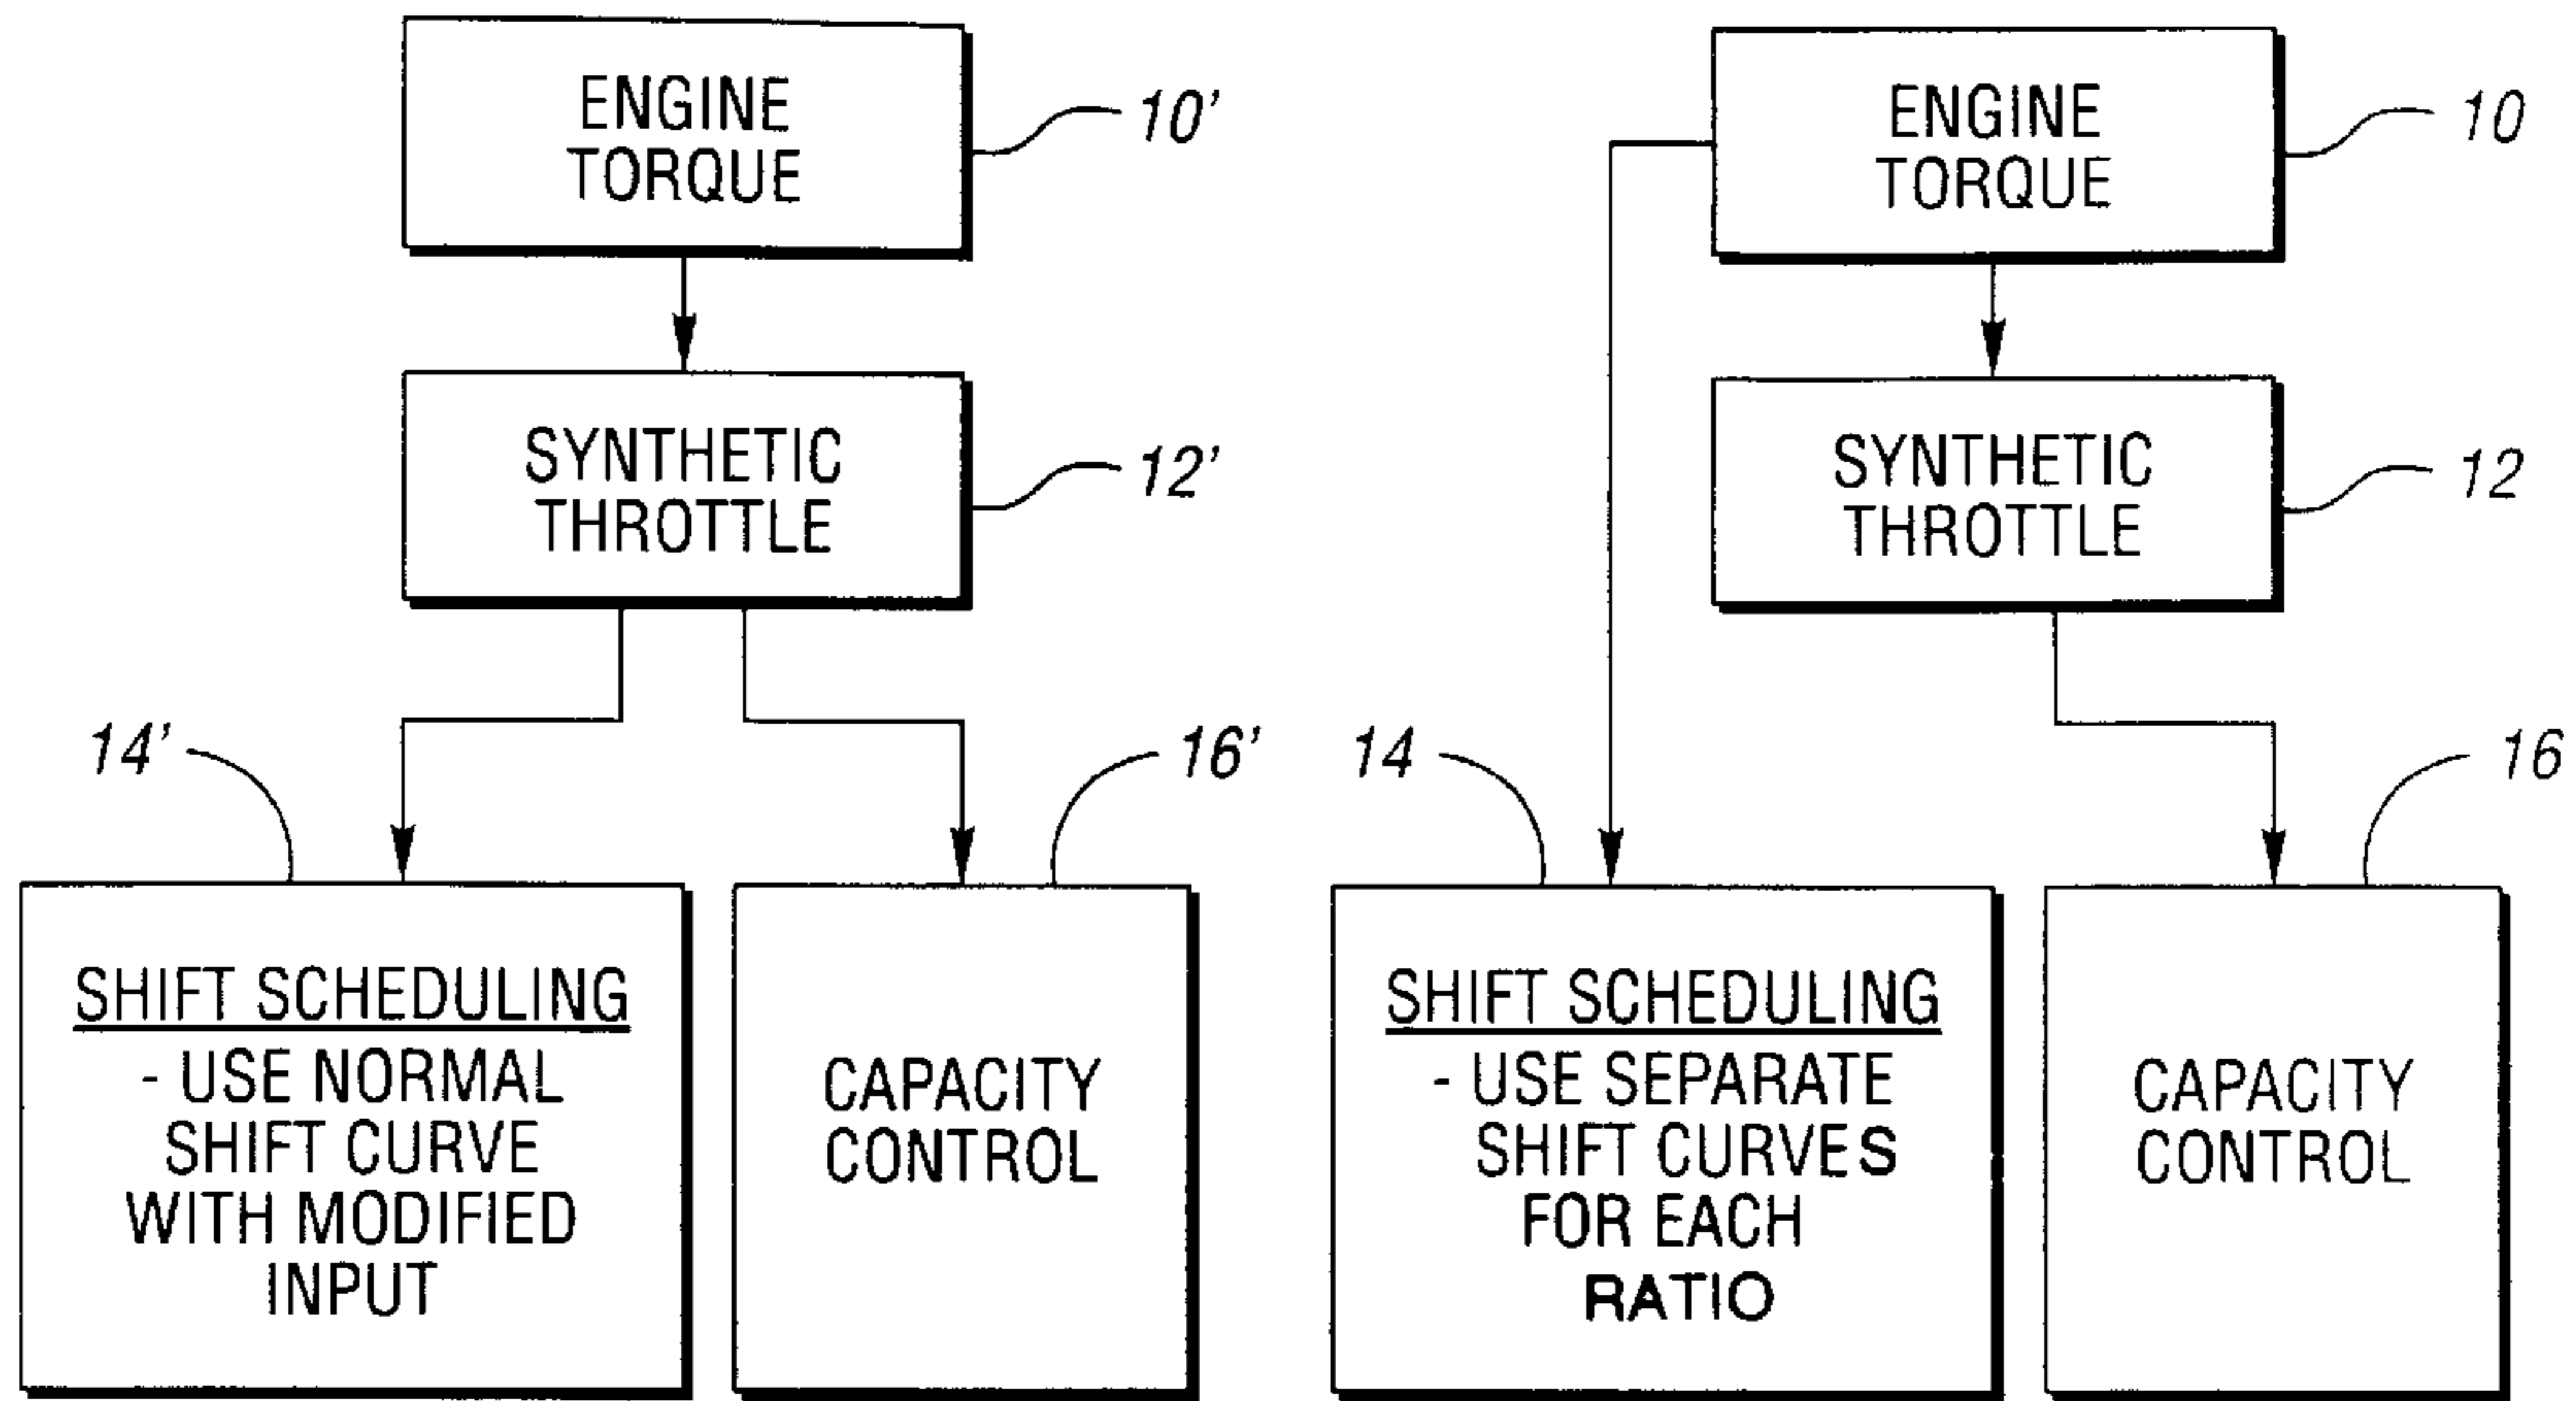 ENGINE
TORQUE
10'
SYNTHETIC
THROTTLE
12'
14'
16'
SHIFT SCHEDULING
- USE NORMAL
SHIFT CURVE
WITH MODIFIED
INPUT
CAPACITY
CONTROL
ENGINE
TORQUE
10
SYNTHETIC
THROTTLE
12
14
16
SHIFT SCHEDULING
- USE SEPARATE
SHIFT CURVES
FOR EACH
RATIO
CAPACITY
CONTROL